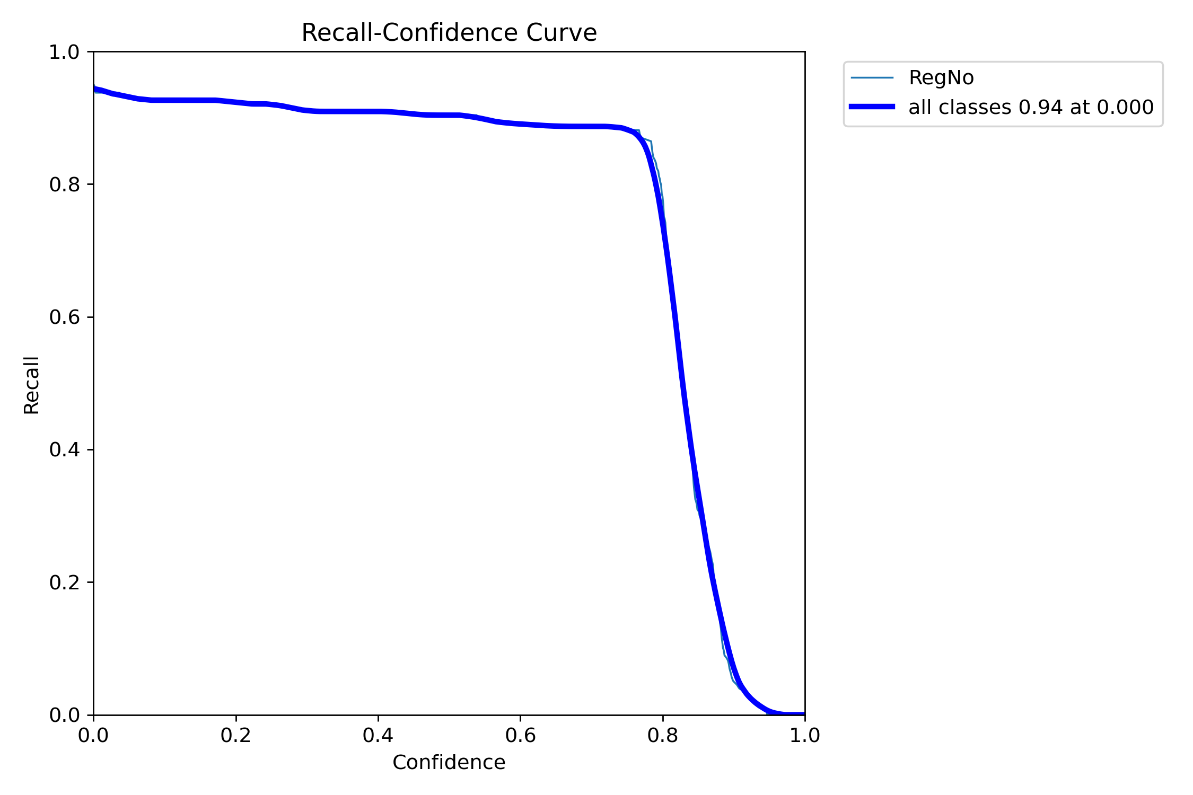 Recall-Confidence Curve
RegNo
all classes 0.94 at 0.000
1.0
0.8
0.6
0.4
0.2
0.0
Recall
0.0 0.2 0.4 0.6 0.8 1.0
Confidence